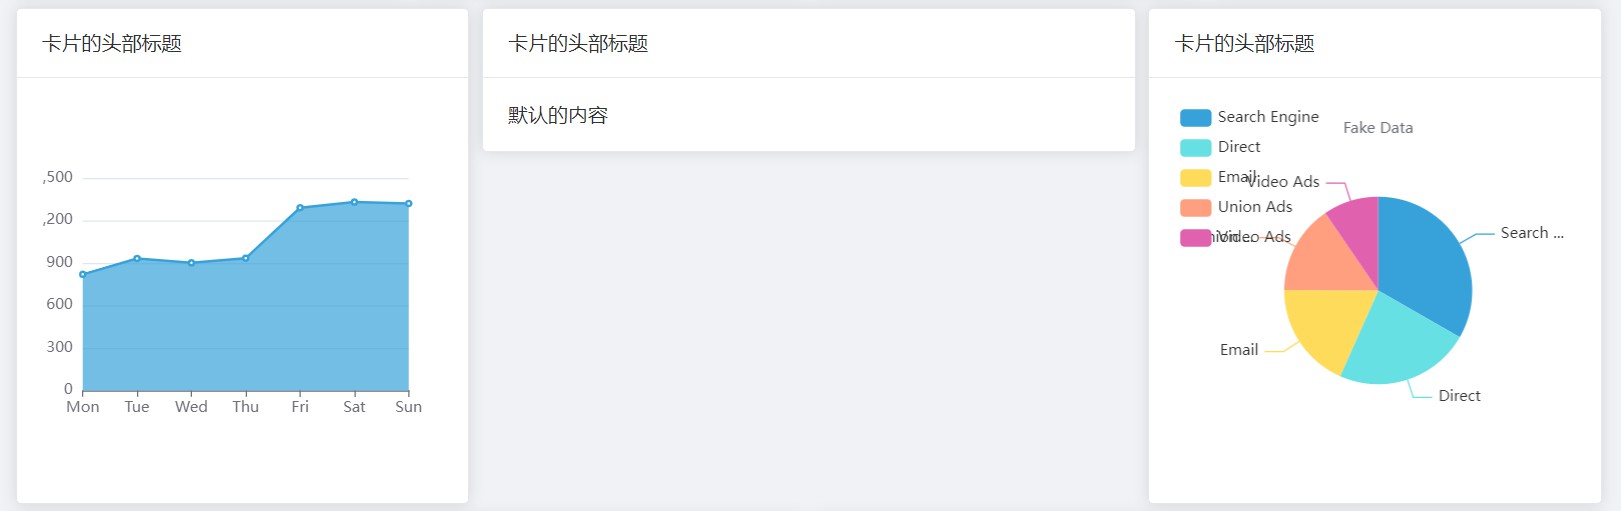 卡片的头部标题
,500
,200
900
600
300
0
Mon Tue Wed Thu Fri Sat Sun
卡片的头部标题
默认的内容
卡片的头部标题
Search Engine
Direct
Email
Union Ads
Video Ads
Fake Data
Video Ads
Search ...
Email
Direct